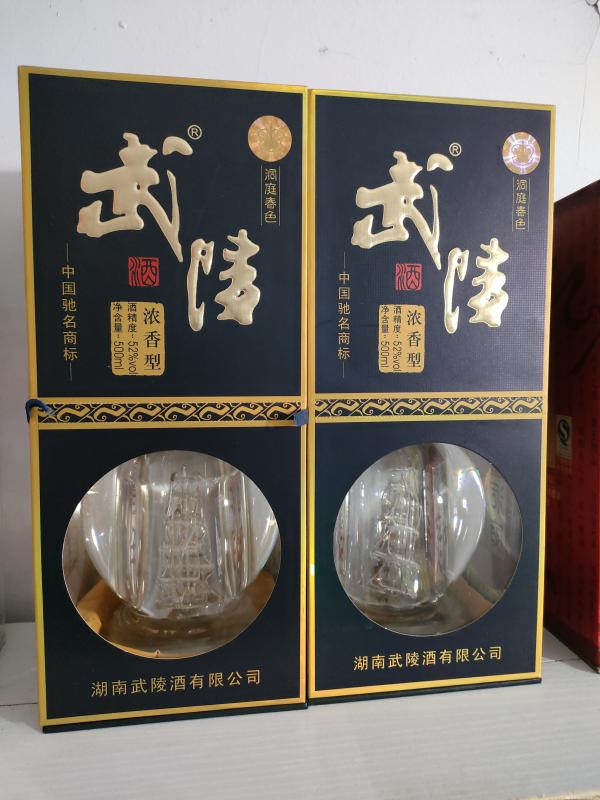 武陵®
洞庭春色
酒
中国驰名商标
浓香型
酒精度：52%vol
净含量：500ml
湖南武陵酒有限公司
武陵®
洞庭春色
酒
中国驰名商标
浓香型
酒精度：52%vol
净含量：500ml
湖南武陵酒有限公司